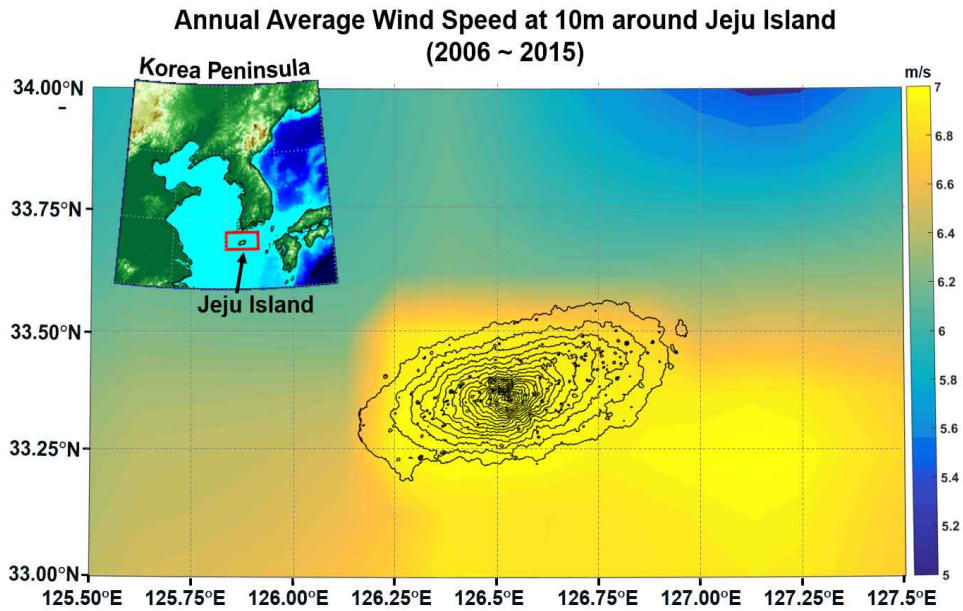 Annual Average Wind Speed at 10m around Jeju Island
(2006 ~ 2015)
Korea Peninsula
Jeju Island
m/s
34.00°N
33.75°N
33.50°N
33.25°N
33.00°N
125.50°E 125.75°E 126.00°E 126.25°E 126.50°E 126.75°E 127.00°E 127.25°E 127.50°E
7
6.8
6.6
6.4
6.2
6
5.8
5.6
5.4
5.2
5